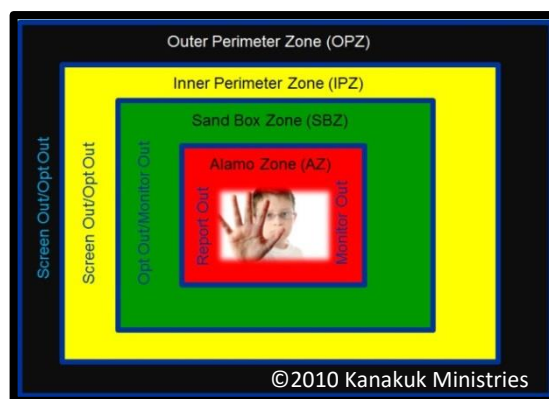 Outer Perimeter Zone (OPZ)
Inner Perimeter Zone (IPZ)
Sand Box Zone (SBZ)
Alamo Zone (AZ)
Screen Out/Opt Out
Screen Out/Opt Out
Opt Out/Monitor Out
Report Out
Monitor Out
©2010 Kanakuk Ministries